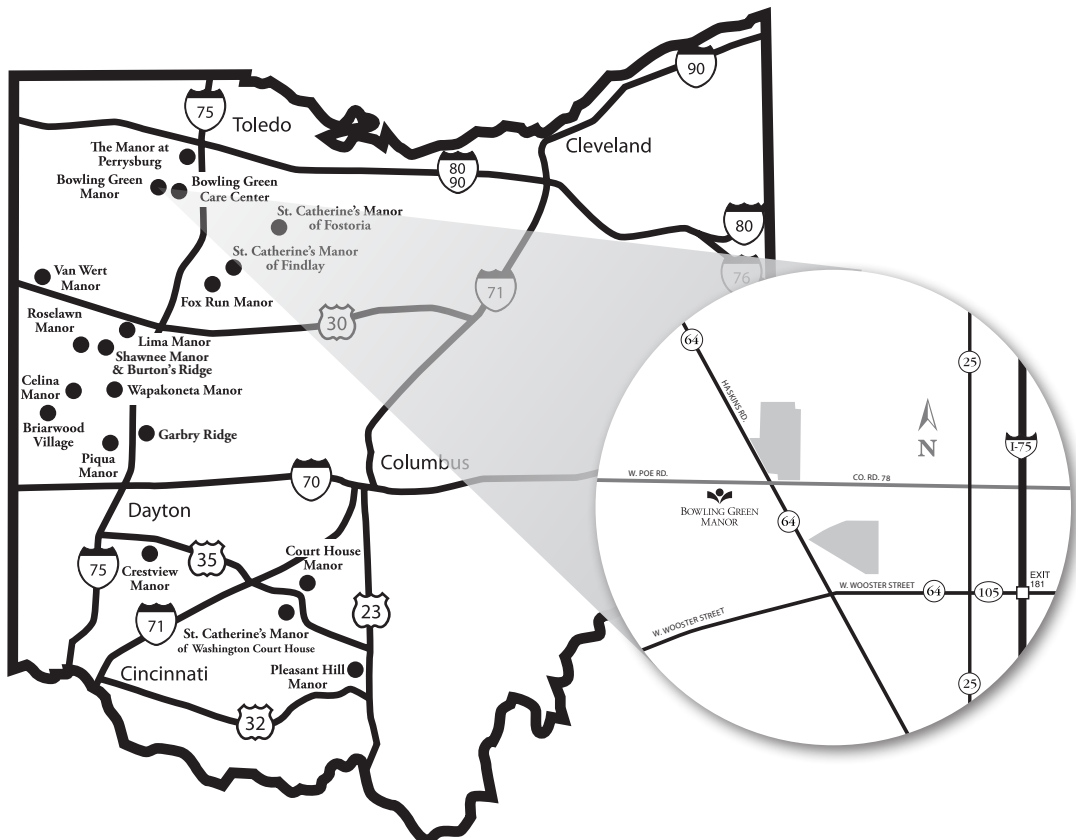 90
75
Toledo
Cleveland
The Manor at
Perrysburg
80
90
Bowling Green
Manor
Bowling Green
Care Center
St. Catherine's Manor
of Fostoria
80
St. Catherine's Manor
of Findlay
76
Van Wert
Manor
Fox Run Manor
71
30
Roselawn
Manor
Lima Manor
Shawnee Manor
& Burton's Ridge
Celina
Manor
Wapakoneta Manor
Briarwood
Village
Garbry Ridge
Piqua
Manor
Columbus
70
Dayton
75
Crestview
Manor
35
Court House
Manor
71
23
St. Catherine's Manor
of Washington Court House
Cincinnati
Pleasant Hill
Manor
32
64
25
HASKINS RD.
N
I-75
W. POE RD.
CO. RD. 78
BOWLING GREEN
MANOR
64
EXIT
181
W. WOOSTER STREET
64
105
W. WOOSTER STREET
25